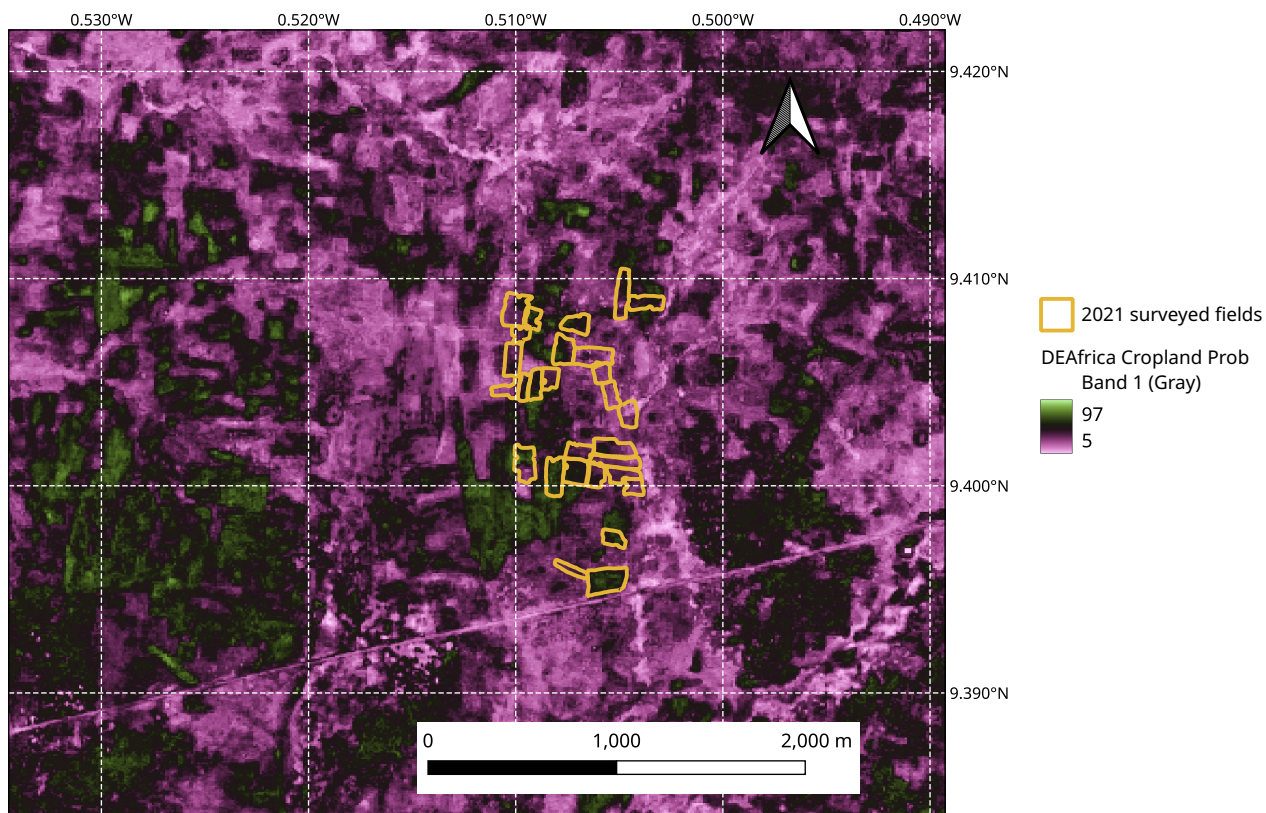 0.530°W 0.520°W 0.510°W 0.500°W 0.490°W
9.420°N
9.410°N
2021 surveyed fields
DEAfrica Cropland Prob
Band 1 (Gray)
97
5
9.400°N
9.390°N
0 1,000 2,000 m